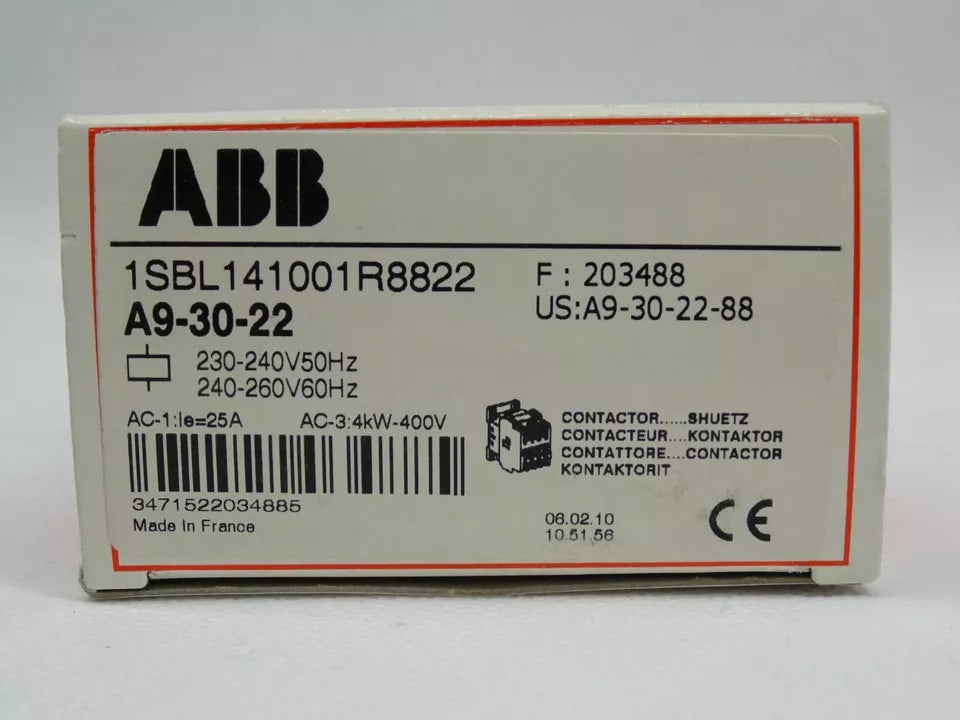 ABB
1SBL141001R8822
F: 203488
A9-30-22
US:A9-30-22-88
230-240V50Hz
240-260V60Hz
AC-1:Ie=25A AC-3:4kW-400V
CONTACTOR.....SHUETZ
CONTACTEUR....KONTAKTOR
CONTATTORE....CONTACTOR
KONTAKTORIT
3471522034885
Made In France
06.02.10
10.51.56
CE